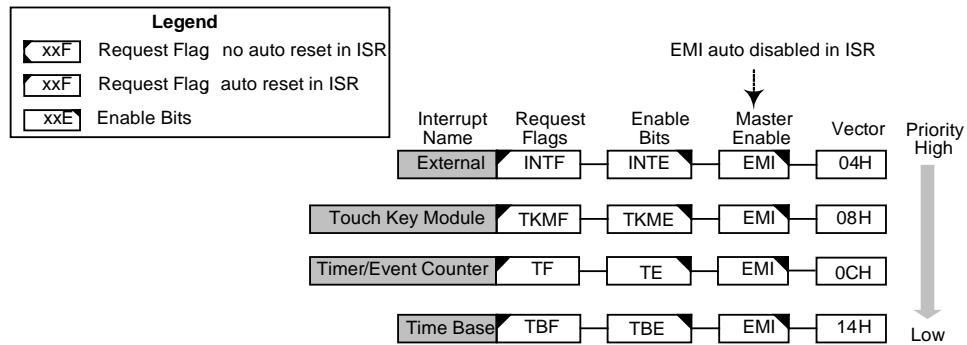 Legend
xxF Request Flag no auto reset in ISR
xxF Request Flag auto reset in ISR
xxE Enable Bits
EMI auto disabled in ISR
Interrupt Name Request Flags Enable Bits Master Enable Vector Priority High
External INTF INTE EMI 04H
Touch Key Module TKMF TKME EMI 08H
Timer/Event Counter TF TE EMI 0CH
Time Base TBF TBE EMI 14H
Low